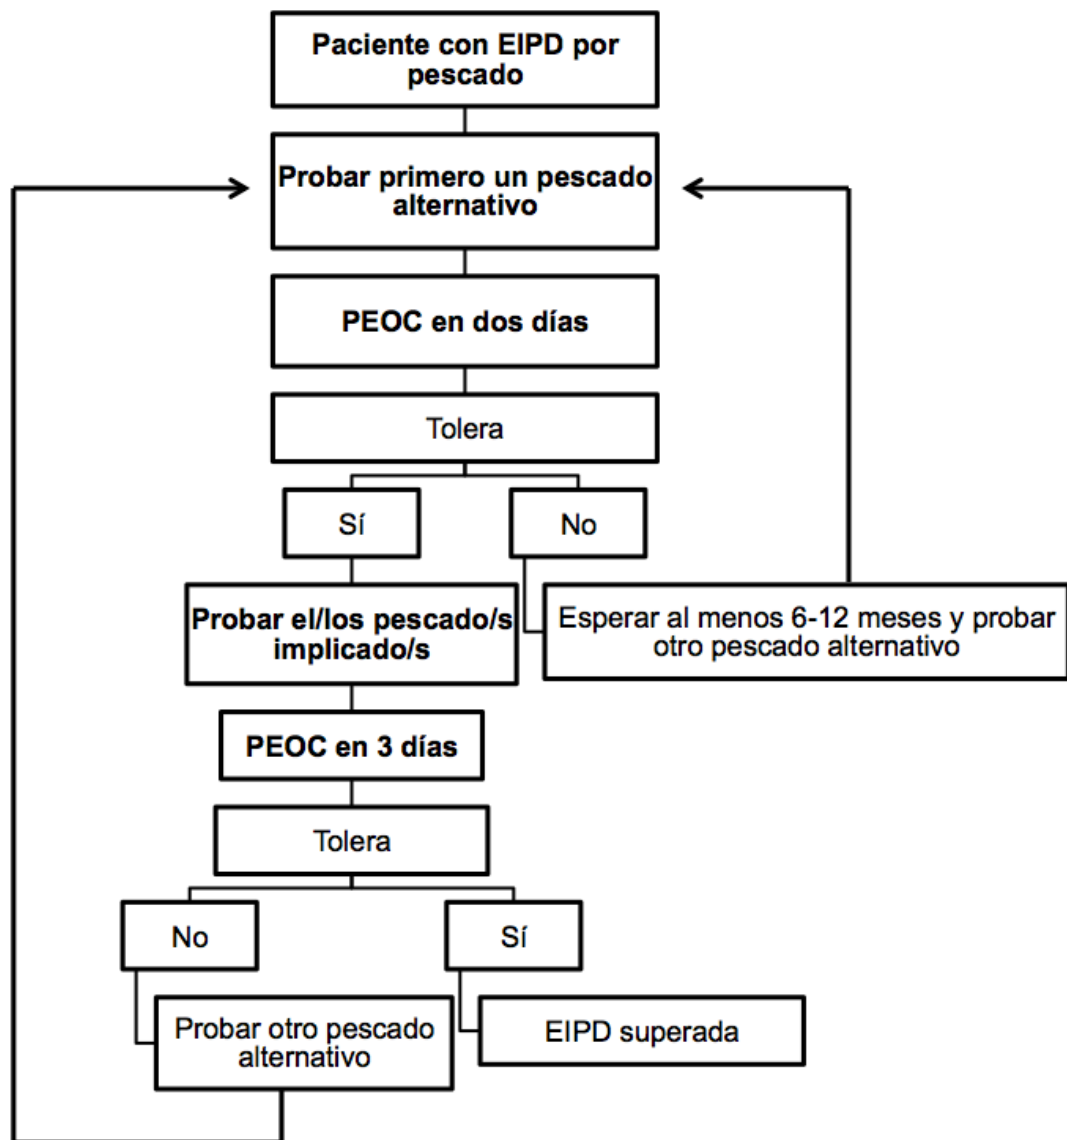 Paciente con EIPD por
pescado
Probar primero un pescado
alternativo
PEOC en dos días
Tolera
Sí
No
Probar el/los pescado/s
implicado/s
Esperar al menos 6-12 meses y probar
otro pescado alternativo
PEOC en 3 días
Tolera
No
Sí
Probar otro pescado
alternativo
EIPD superada